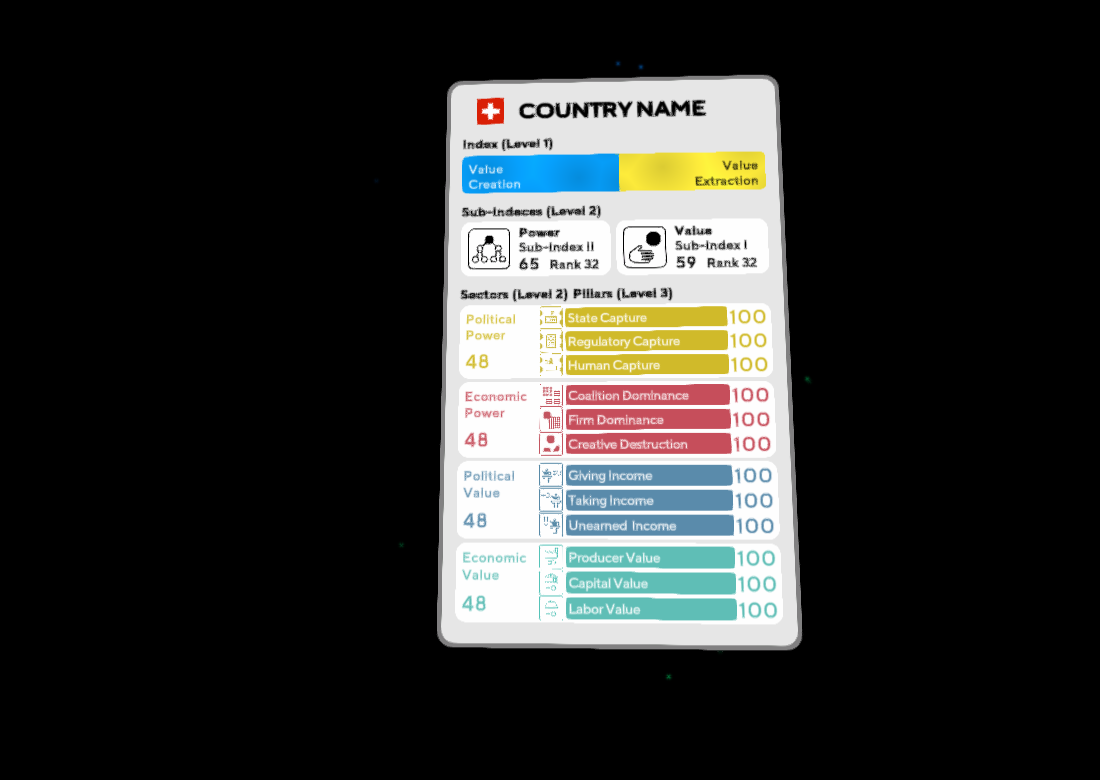 COUNTRY NAME
Index (Level 1)
Value Creation
Value Extraction
Sub-Indeces (Level 2)
Power
Sub-Index II
65 Rank 32
Value
Sub-Index I
59 Rank 32
Sectors (Level 2) Pillars (Level 3)
Political Power
48
State Capture 100
Regulatory Capture 100
Human Capture 100
Economic Power
48
Coalition Dominance 100
Firm Dominance 100
Creative Destruction 100
Political Value
48
Giving Income 100
Taking Income 100
Unearned Income 100
Economic Value
48
Producer Value 100
Capital Value 100
Labor Value 100